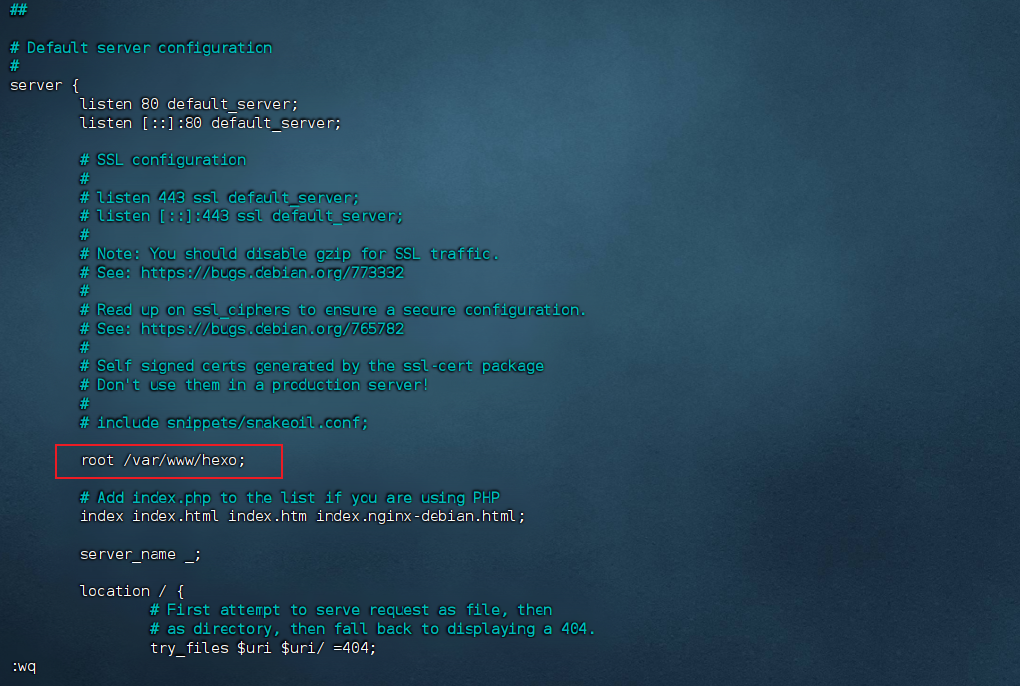 ##
# Default server configuration
#
server {
listen 80 default_server;
listen [::]:80 default_server;
# SSL configuration
#
# listen 443 ssl default_server;
# listen [::]:443 ssl default_server;
#
# Note: You should disable gzip for SSL traffic.
# See: https://bugs.debian.org/773332
#
# Read up on ssl_ciphers to ensure a secure configuration.
# See: https://bugs.debian.org/765782
#
# Self signed certs generated by the ssl-cert package
# Don't use them in a production server!
#
# include snippets/snakeoil.conf;
root /var/www/hexo;
# Add index.php to the list if you are using PHP
index index.html index.htm index.nginx-debian.html;
server_name _;
location / {
# First attempt to serve request as file, then
# as directory, then fall back to displaying a 404.
try_files $uri $uri/ =404;
:wq